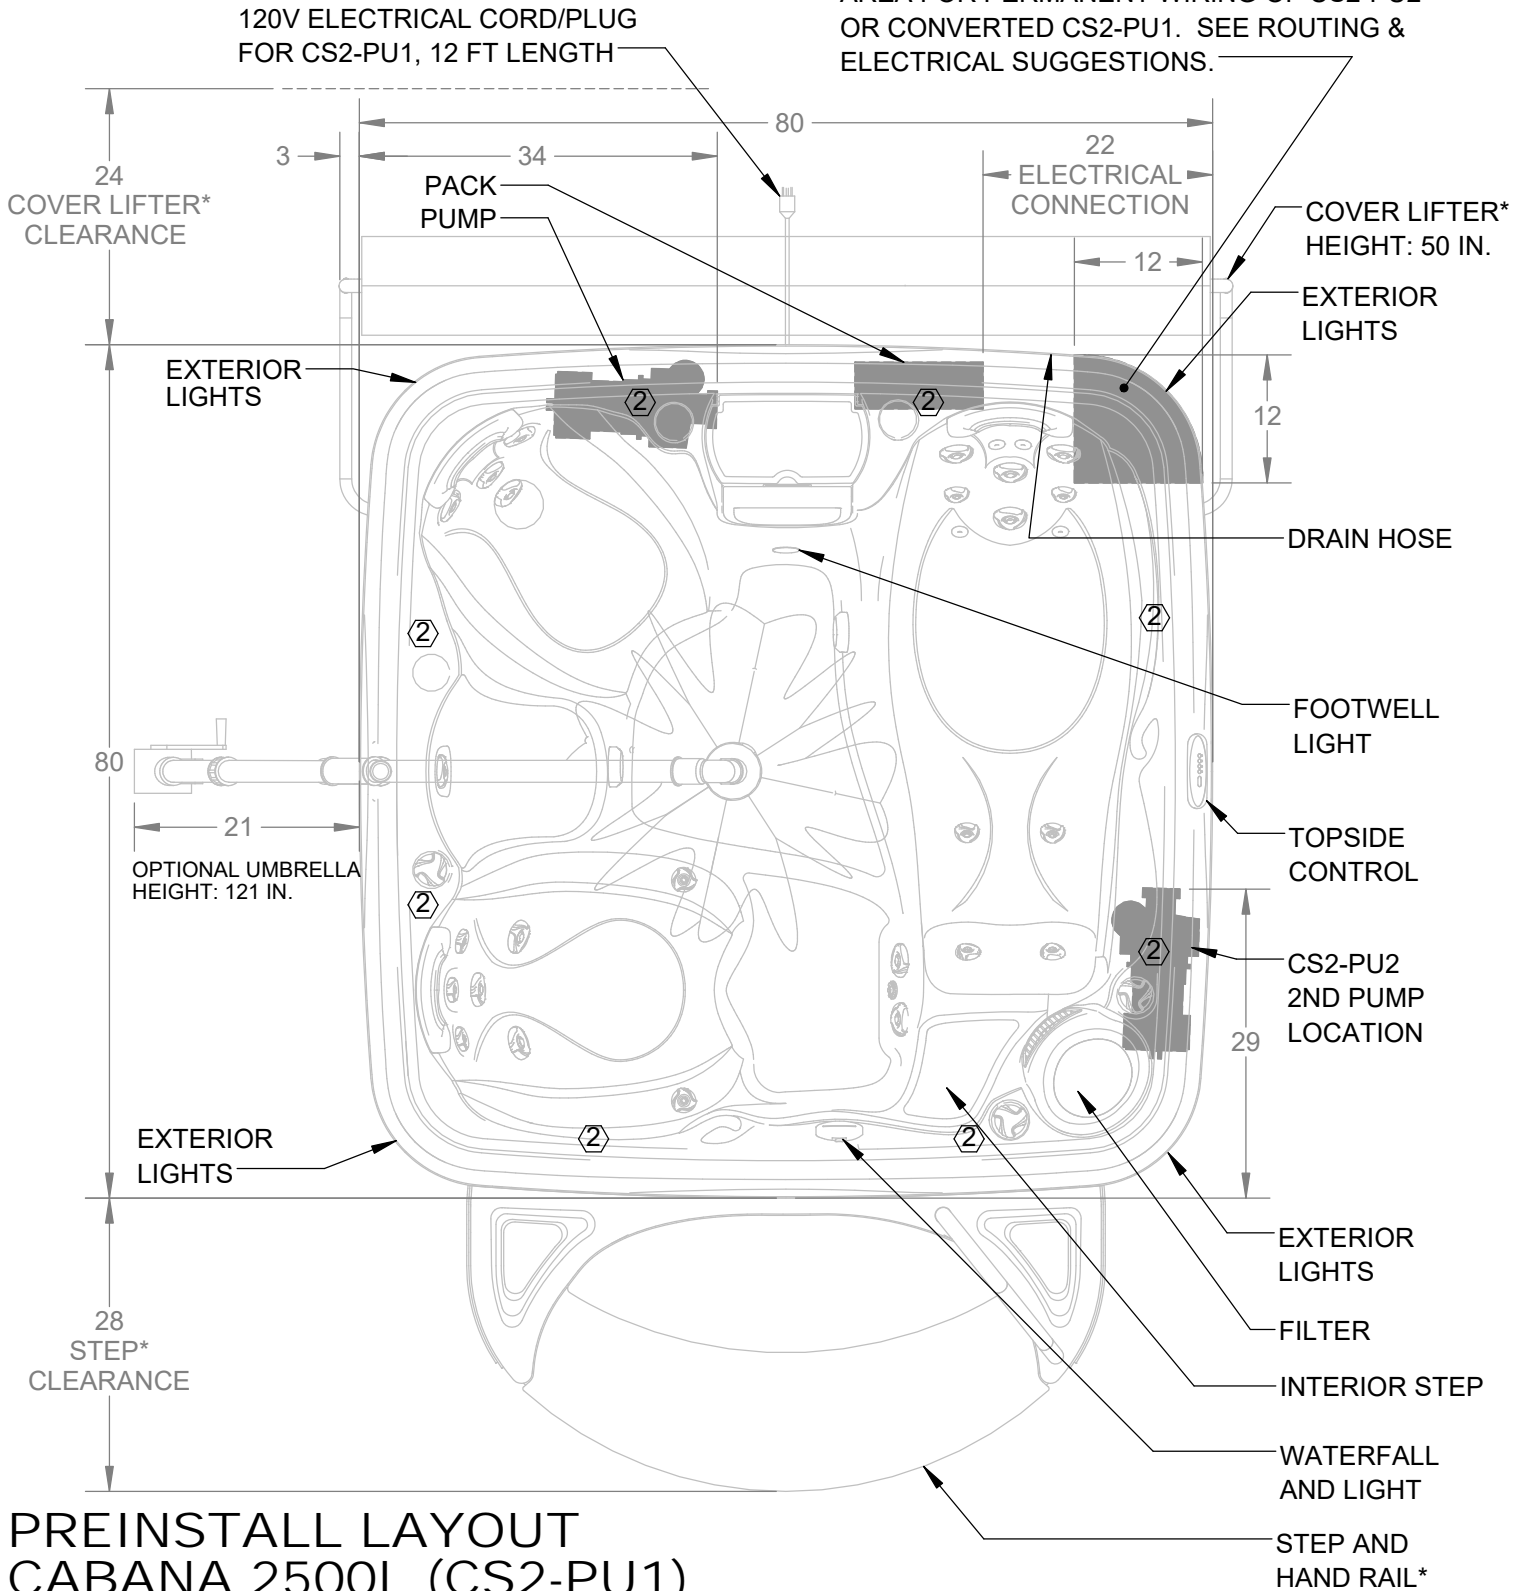 120V ELECTRICAL CORD/PLUG
FOR CS2-PU1, 12 FT LENGTH
OR CONVERTED CS2-PU1.  SEE ROUTING &
ELECTRICAL SUGGESTIONS.
80
3
34
22
ELECTRICAL
CONNECTION
24
COVER LIFTER*
CLEARANCE
PACK
PUMP
COVER LIFTER*
HEIGHT: 50 IN.
12
EXTERIOR
LIGHTS
EXTERIOR
LIGHTS
2
2
12
DRAIN HOSE
2
2
FOOTWELL
LIGHT
80
21
OPTIONAL UMBRELLA
HEIGHT: 121 IN.
TOPSIDE
CONTROL
2
2
CS2-PU2
2ND PUMP
LOCATION
29
EXTERIOR
LIGHTS
2
2
EXTERIOR
LIGHTS
28
STEP*
CLEARANCE
FILTER
INTERIOR STEP
WATERFALL
AND LIGHT
STEP AND
HAND RAIL*
PREINSTALL LAYOUT
CABANA 2500L (CS2-PU1)